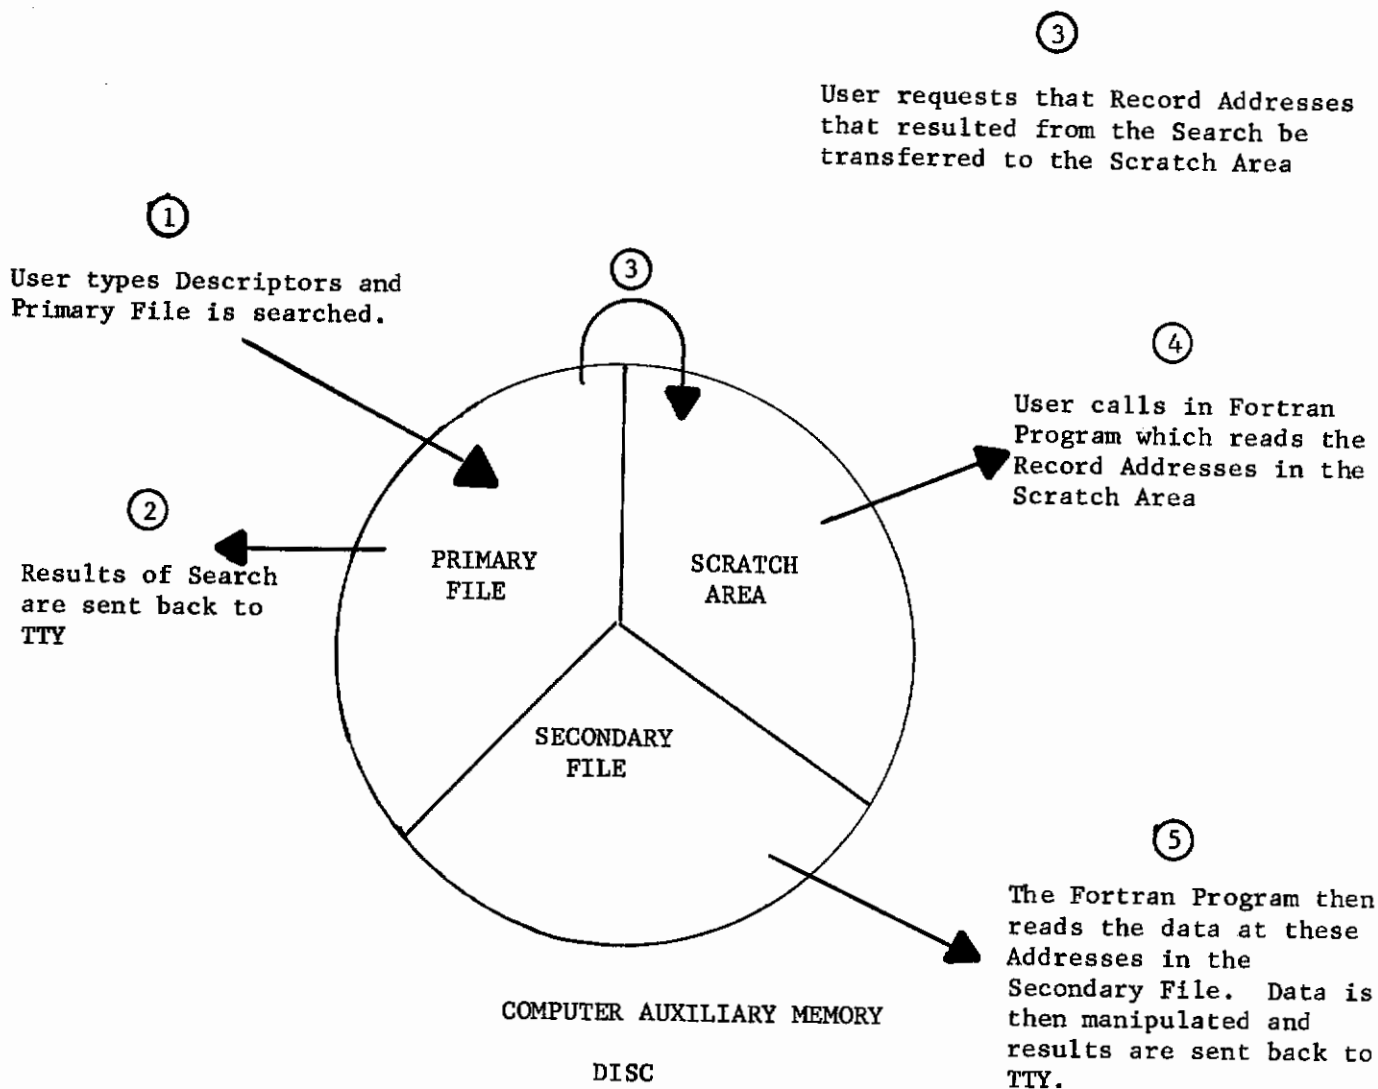 3
User requests that Record Addresses
that resulted from the Search be
transferred to the Scratch Area
1
User types Descriptors and
Primary File is searched.
3
4
User calls in Fortran
Program which reads the
Record Addresses in the
Scratch Area
2
Results of Search
are sent back to
TTY
PRIMARY
FILE
SCRATCH
AREA
SECONDARY
FILE
5
The Fortran Program then
reads the data at these
Addresses in the
Secondary File. Data is
then manipulated and
results are sent back to
TTY.
COMPUTER AUXILIARY MEMORY
DISC